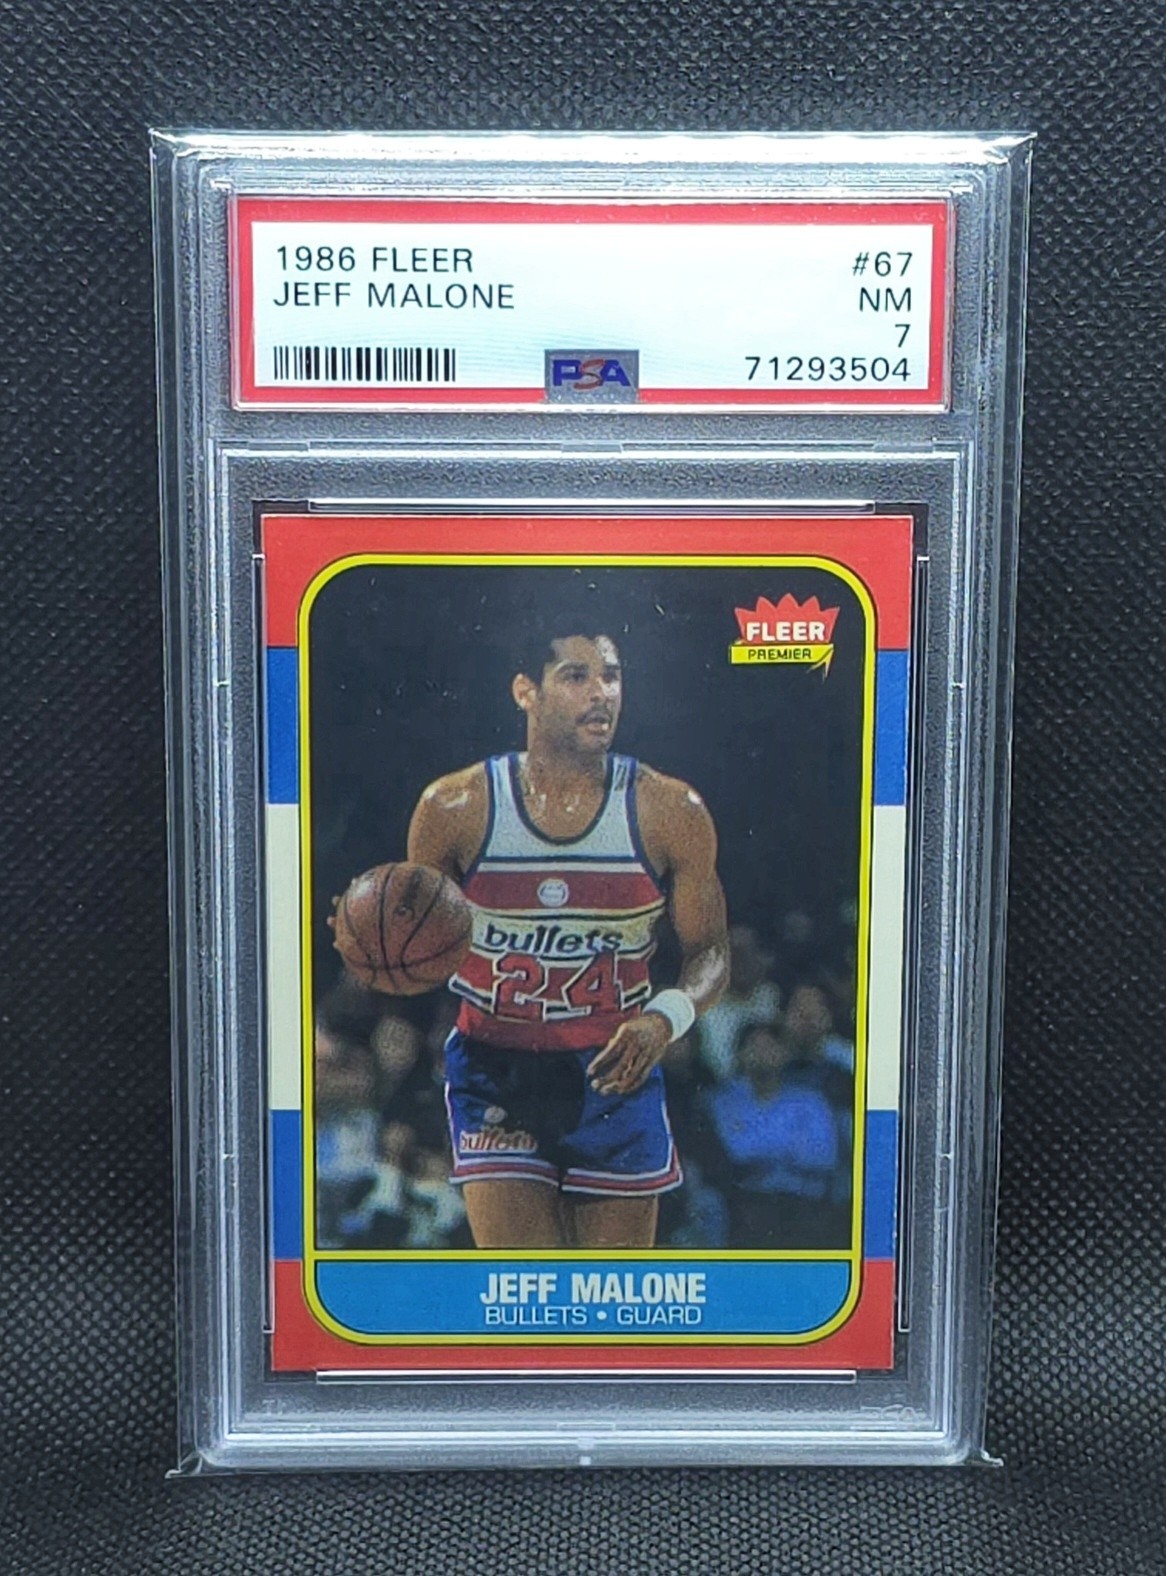 1986 FLEER
#67
JEFF MALONE
NM
7
PSA
71293504
FLEER
PREMIER
bullets
24
bullets
JEFF MALONE
BULLETS • GUARD